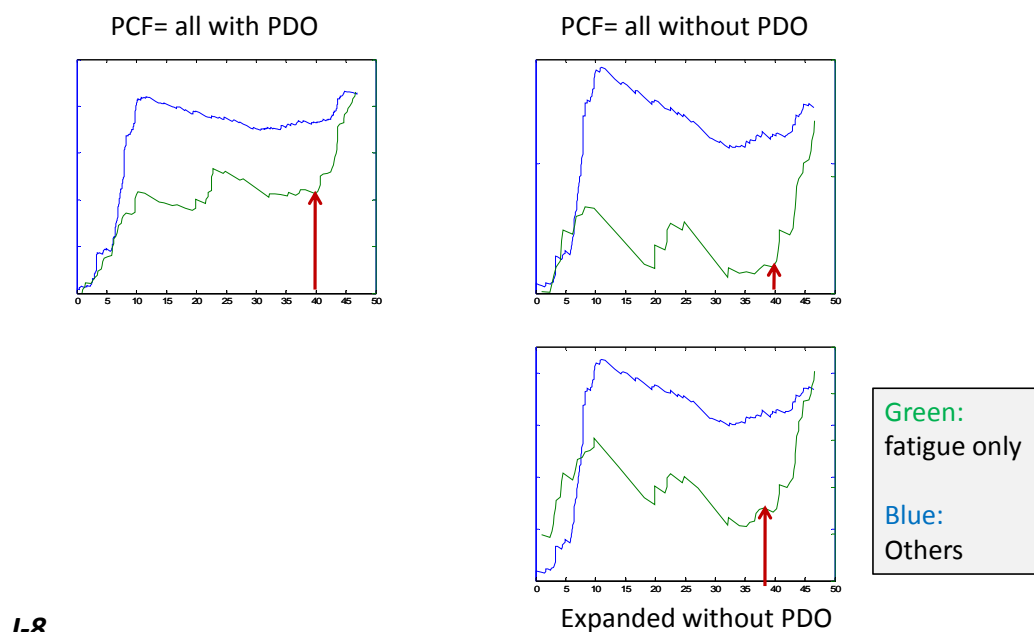 PCF= all with PDO
PCF= all without PDO
0 5 10 15 20 25 30 35 40 45 50
0 5 10 15 20 25 30 35 40 45 50
0 5 10 15 20 25 30 35 40 45 50
Green:
fatigue only
Blue:
Others
Expanded without PDO
I-8